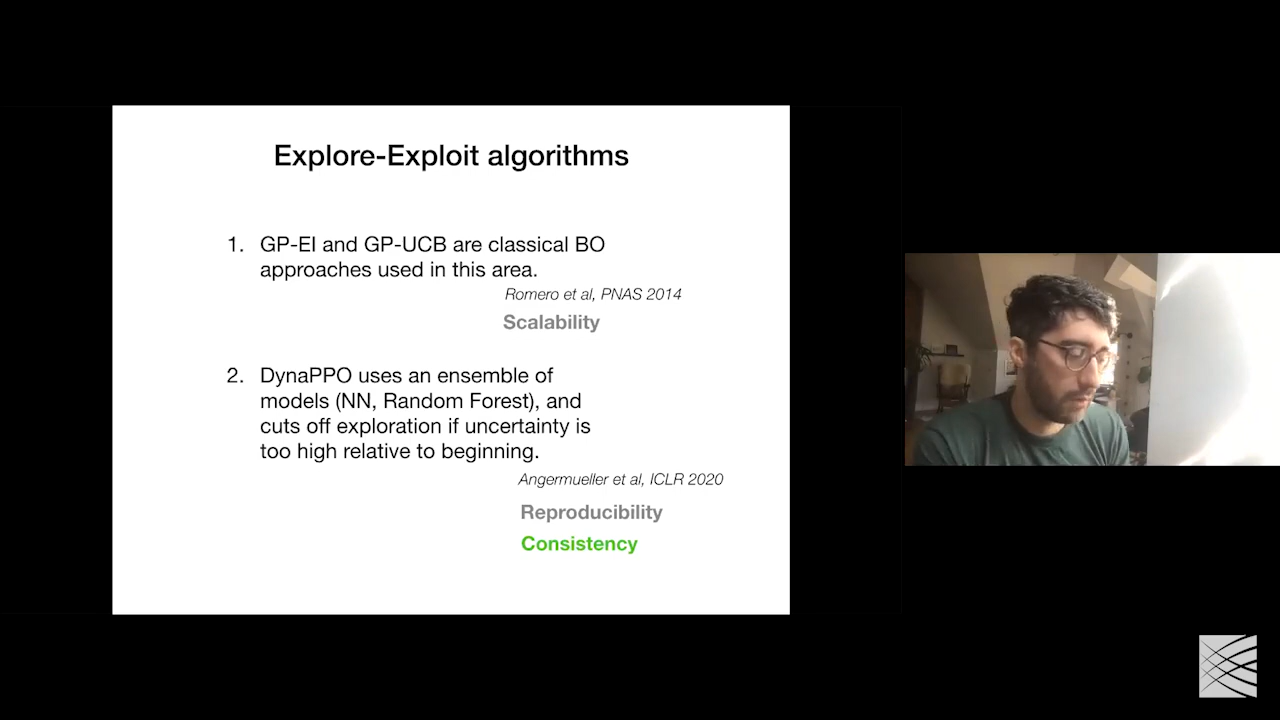 Explore-Exploit algorithms
1. GP-EI and GP-UCB are classical BO
approaches used in this area.
Romero et al, PNAS 2014
Scalability
2. DynaPPO uses an ensemble of
models (NN, Random Forest), and
cuts off exploration if uncertainty is
too high relative to beginning.
Angermueller et al, ICLR 2020
Reproducibility
Consistency